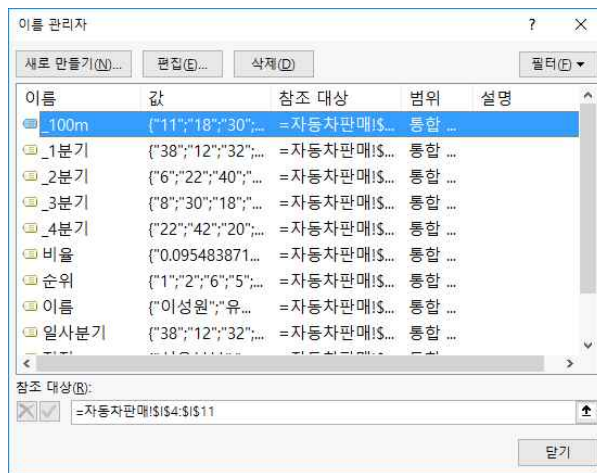 이름 관리자 ? ×
새로 만들기(N)... 편집(E)... 삭제(D) 필터(F)
이름 값 참조 대상 범위 설명
_100m {"11";"18";"30";... =자동차판매!$... 통합 ...
_1분기 {"38";"12";"32";... =자동차판매!$... 통합 ...
_2분기 {"6";"22";"40";"... =자동차판매!$... 통합 ...
_3분기 {"8";"30";"18";"... =자동차판매!$... 통합 ...
_4분기 {"22";"42";"20";... =자동차판매!$... 통합 ...
비율 {"0.095483871... =자동차판매!$... 통합 ...
순위 {"1";"2";"6";"5";... =자동차판매!$... 통합 ...
이름 {"이성원";"유... =자동차판매!$... 통합 ...
일사분기 {"38";"12";"32";... =자동차판매!$... 통합 ...
참조 대상(R):
=자동차판매!$I$4:$I$11
닫기